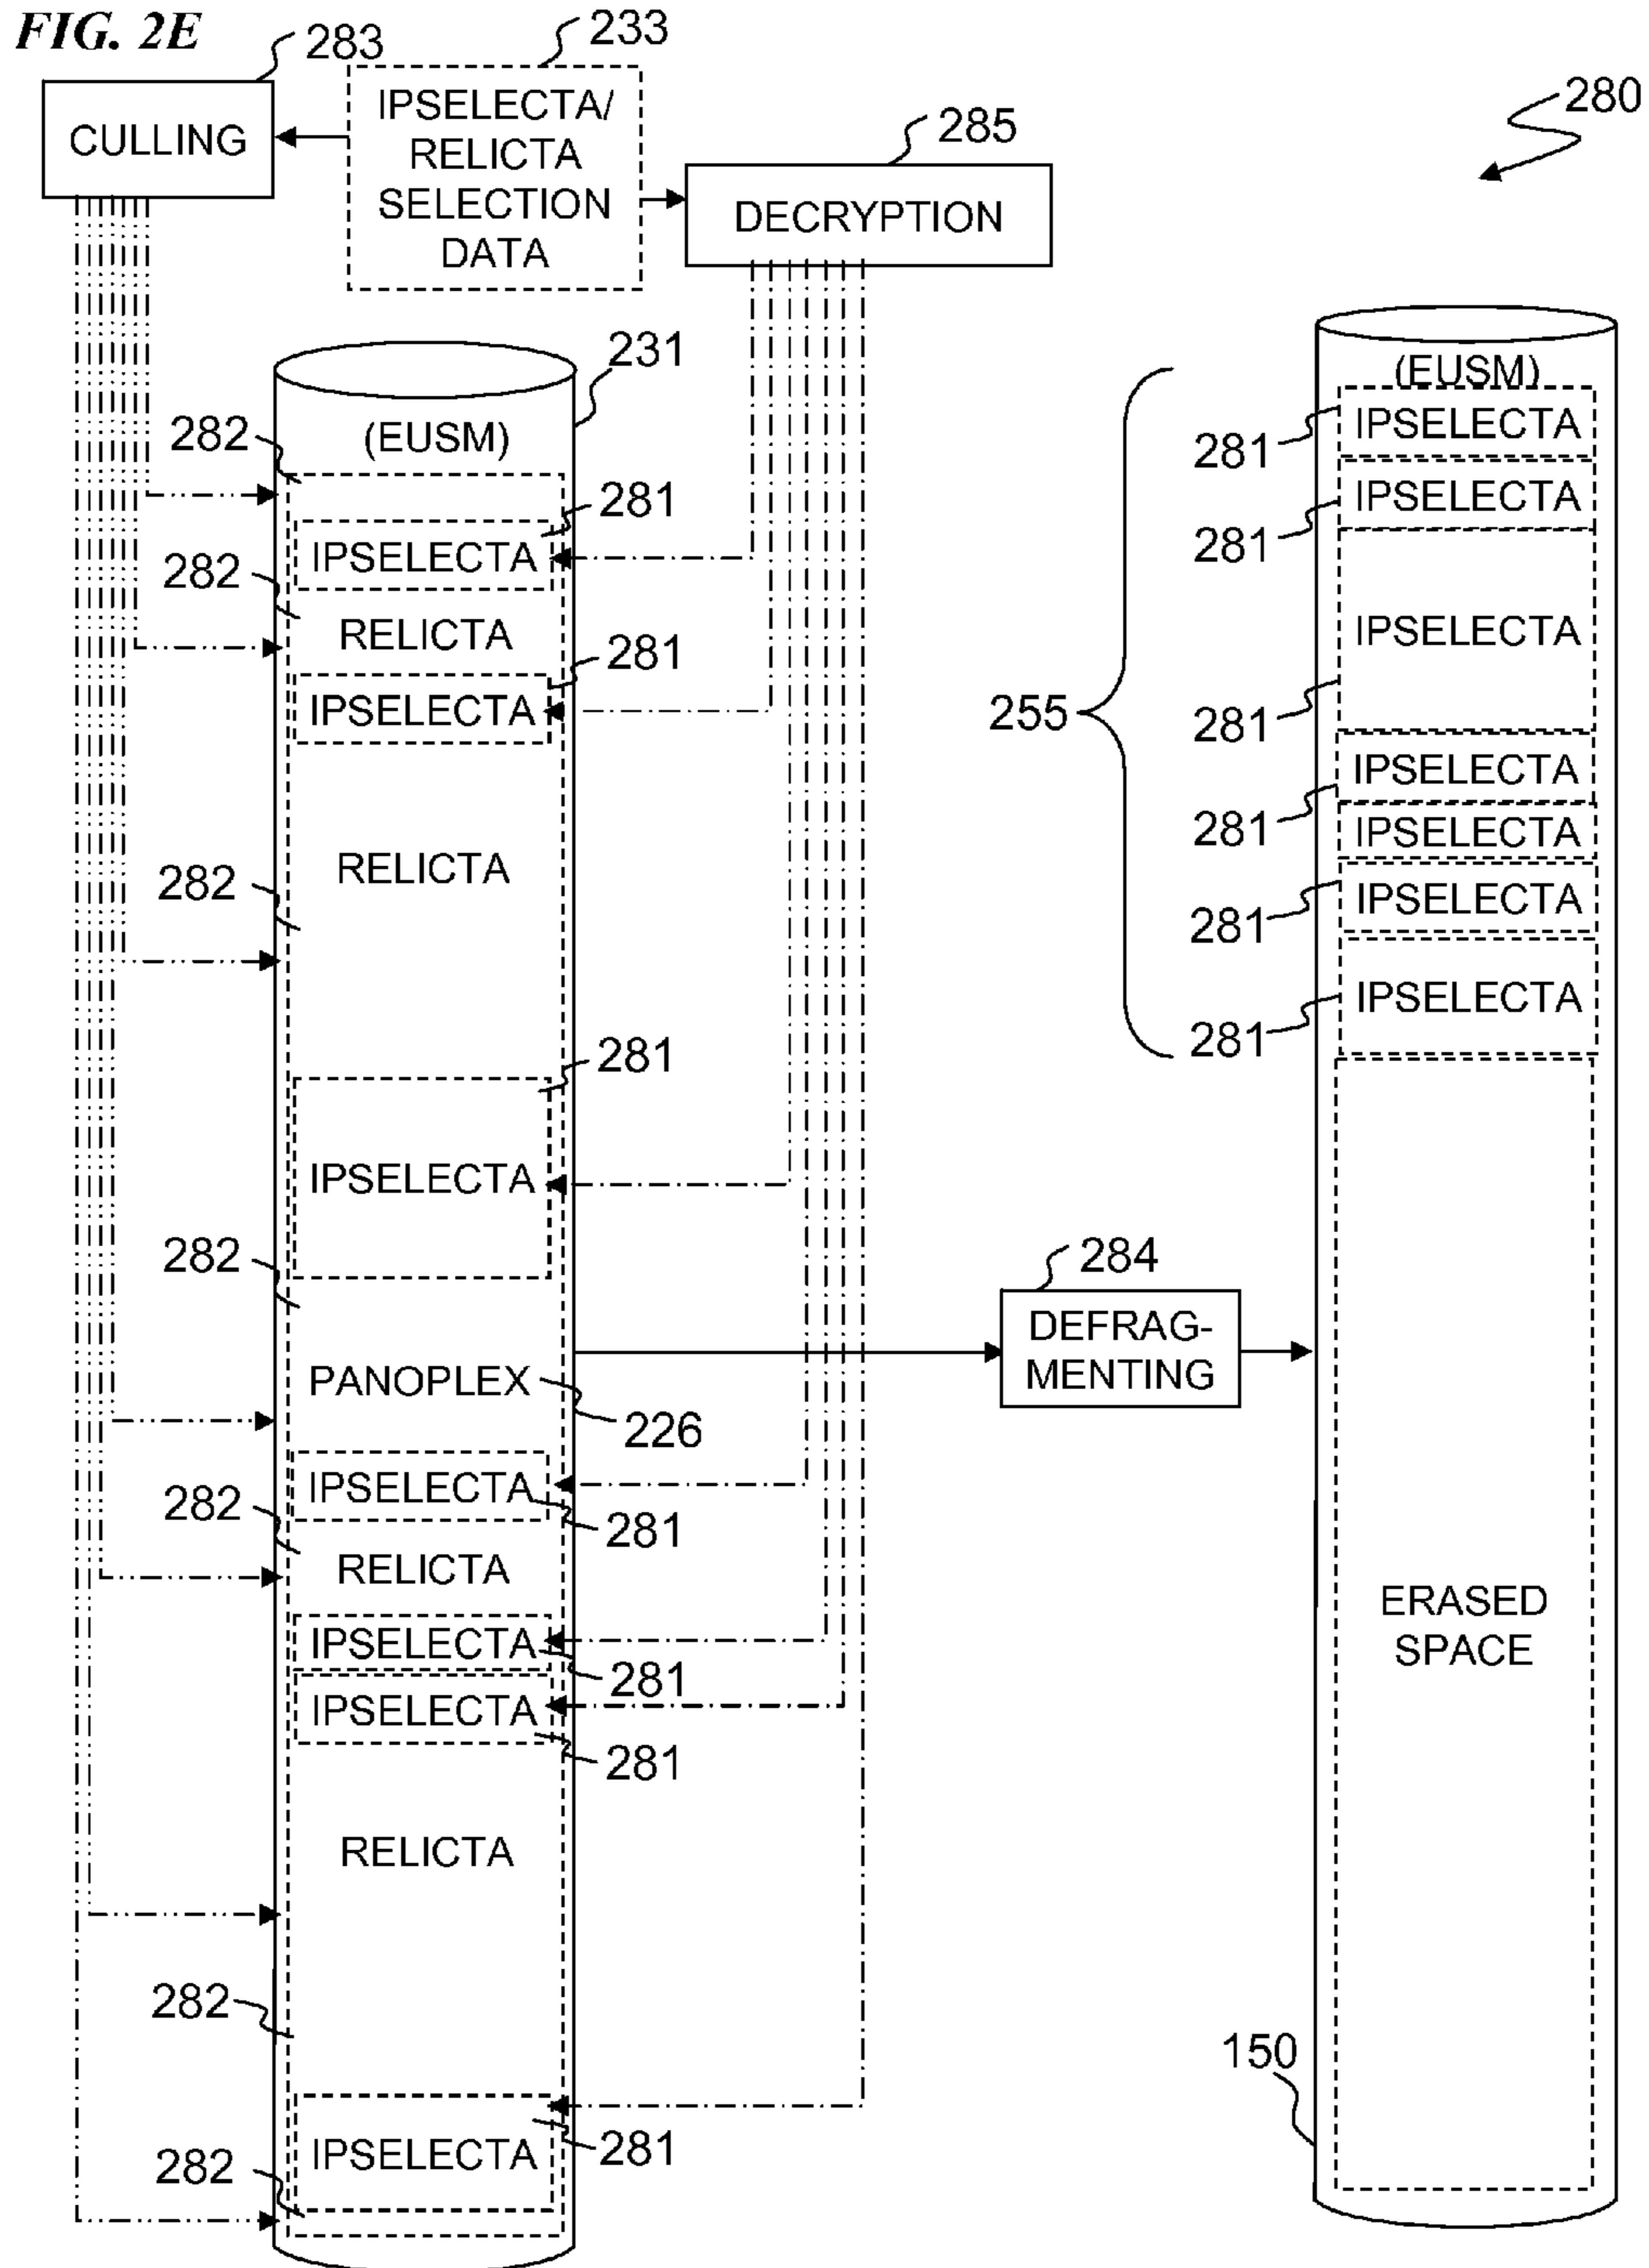 FIG. 2E
283
233
280
CULLING
IPSELECTA/
RELICTA
SELECTION
DATA
285
DECRYPTION
231
(EUSM)
282
281
IPSELECTA
282
RELICTA
281
IPSELECTA
282
RELICTA
281
IPSELECTA
282
PANOPLEX
226
IPSELECTA
281
282
RELICTA
IPSELECTA
281
IPSELECTA
281
RELICTA
282
IPSELECTA
281
282
284
DEFRAG-
MENTING
255
(EUSM)
IPSELECTA
281
IPSELECTA
281
IPSELECTA
281
IPSELECTA
281
IPSELECTA
IPSELECTA
281
IPSELECTA
281
ERASED
SPACE
150